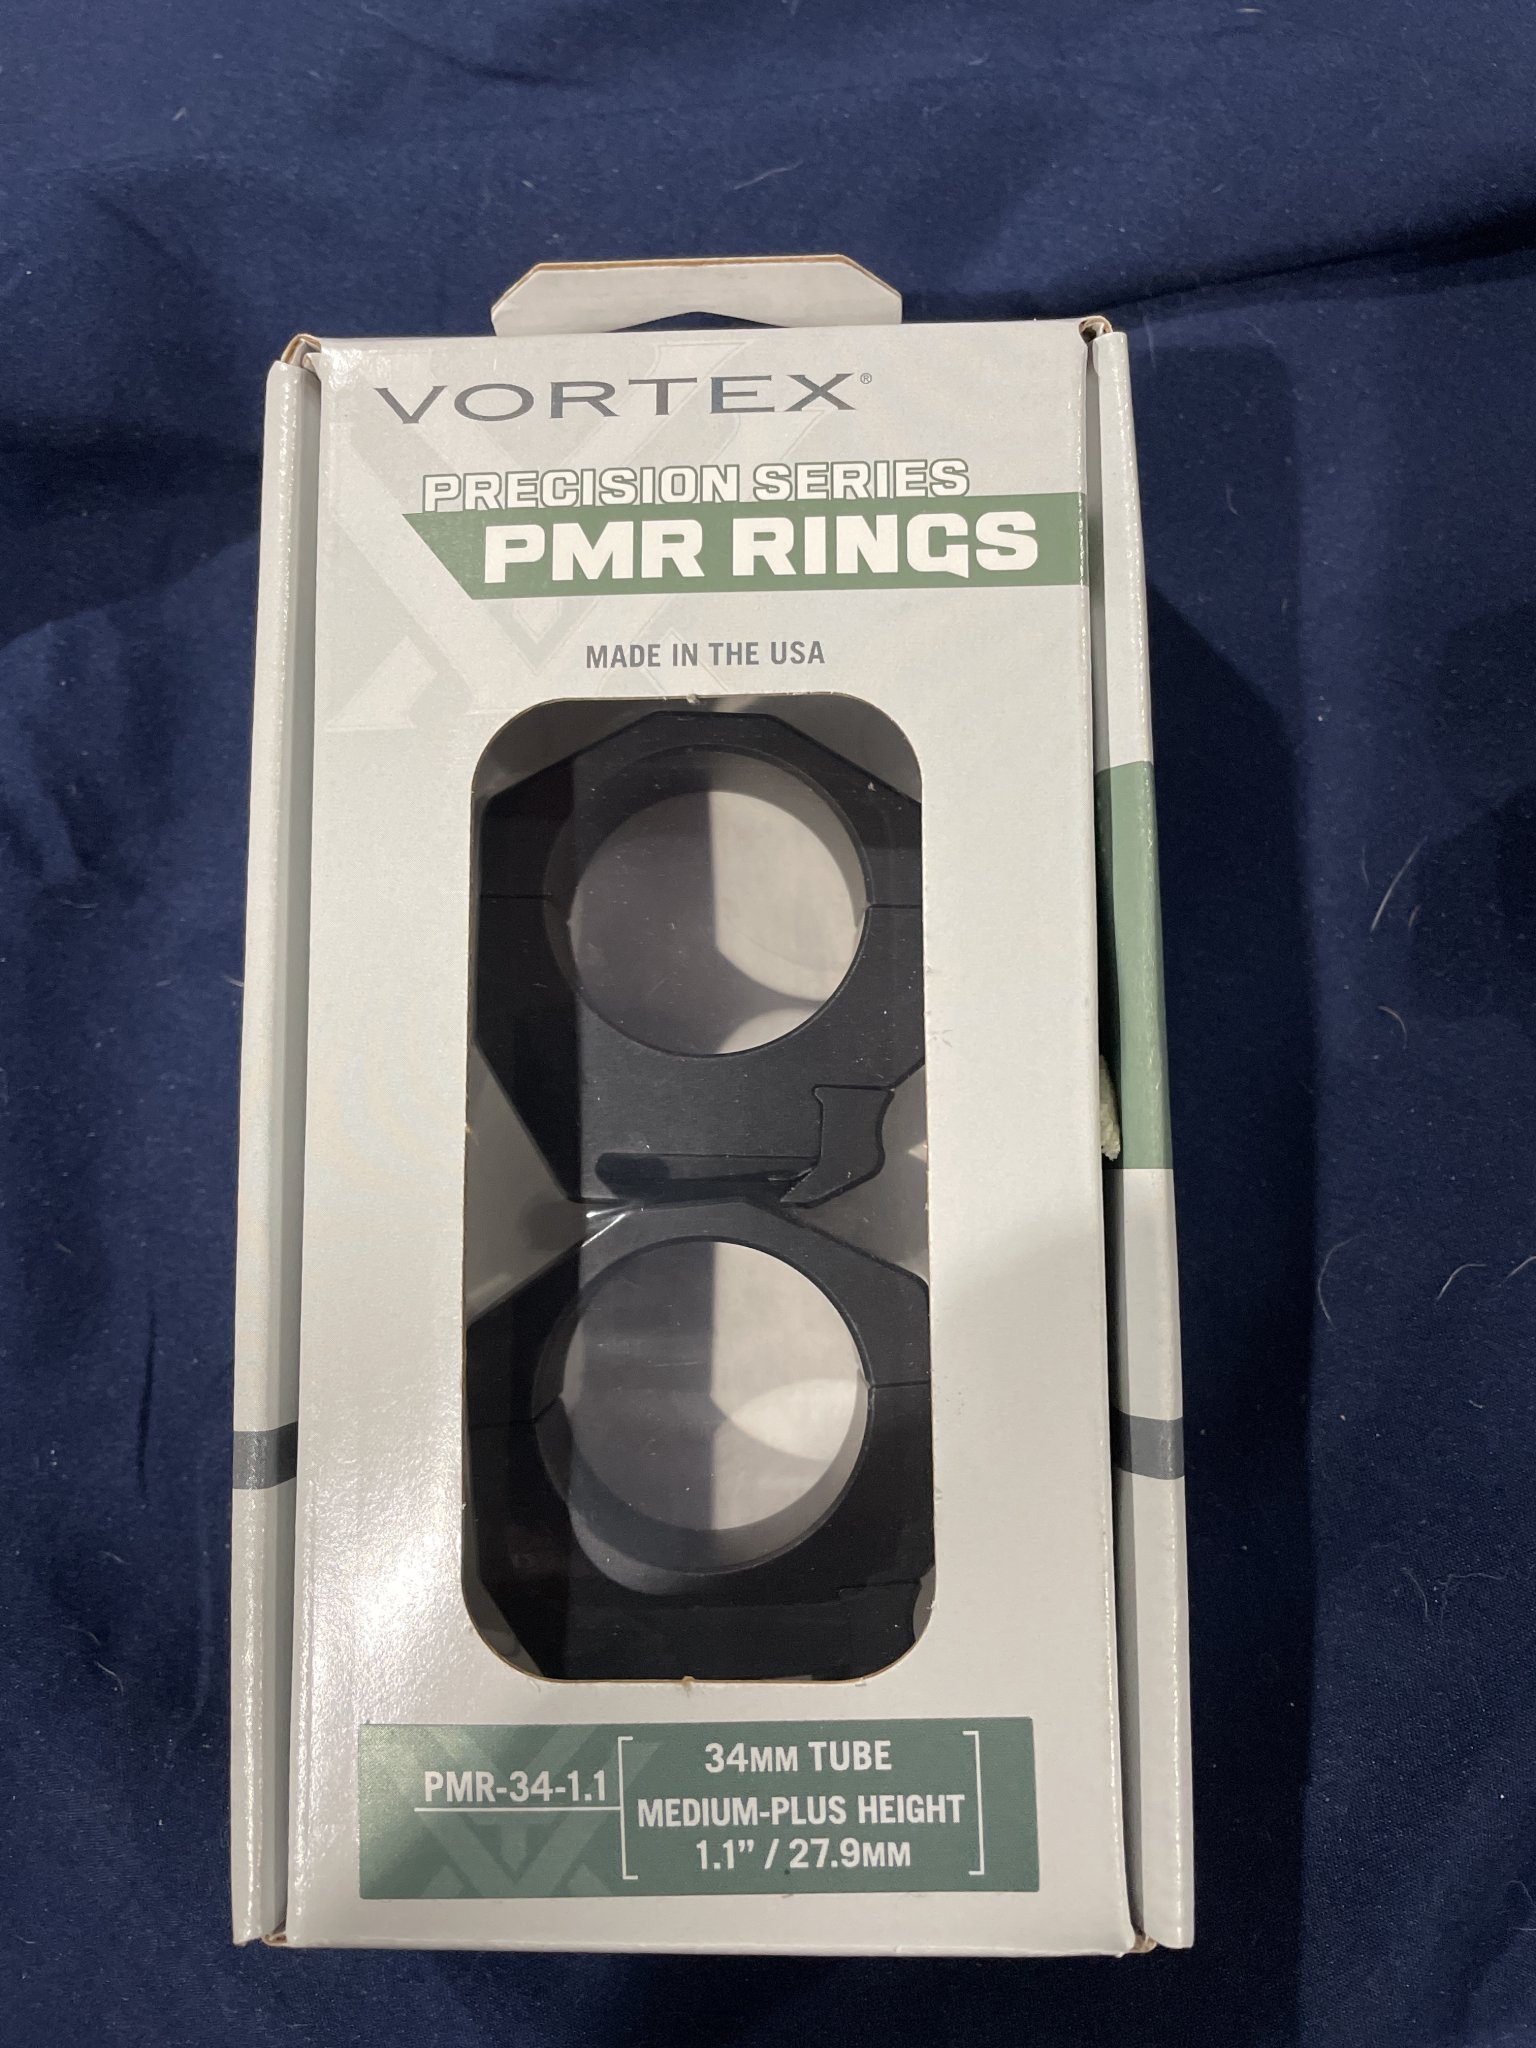 VORTEX®
PRECISION SERIES
PMR RINGS
MADE IN THE USA
PMR-34-1.1
34MM TUBE
MEDIUM-PLUS HEIGHT
1.1” / 27.9MM